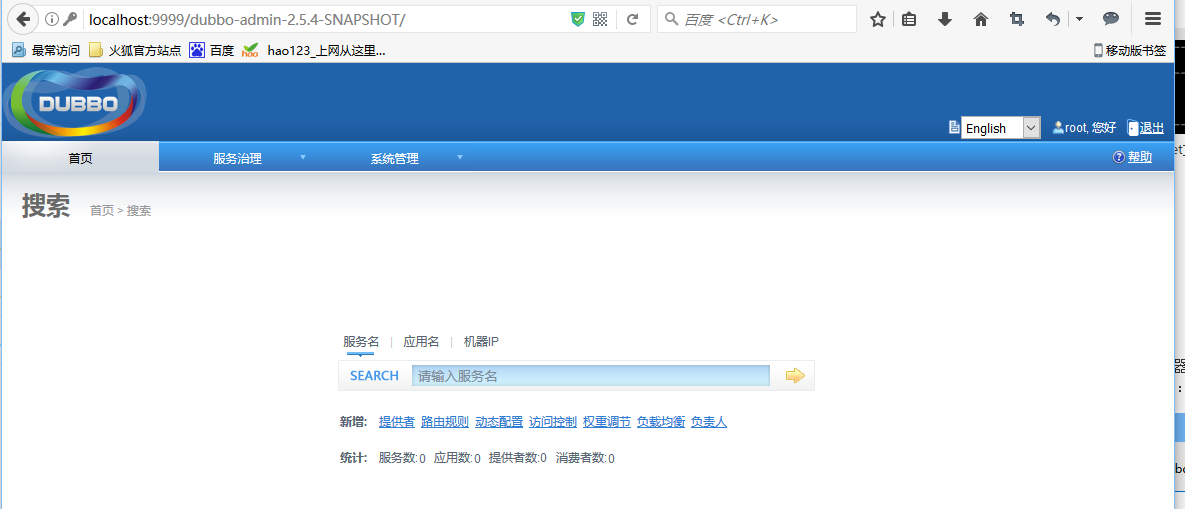 localhost:9999/dubbo-admin-2.5.4-SNAPSHOT/ 百度 <Ctrl+K>
最常访问 火狐官方站点 百度 hao hao123_上网从这里... 移动版书签
DUBBO
English root, 您好 退出
首页 服务治理 系统管理 ? 帮助
搜索 首页 > 搜索
服务名 | 应用名 | 机器IP
SEARCH 请输入服务名
新增: 提供者 路由规则 动态配置 访问控制 权重调节 负载均衡 负责人
统计: 服务数:0 应用数:0 提供者数:0 消费者数:0